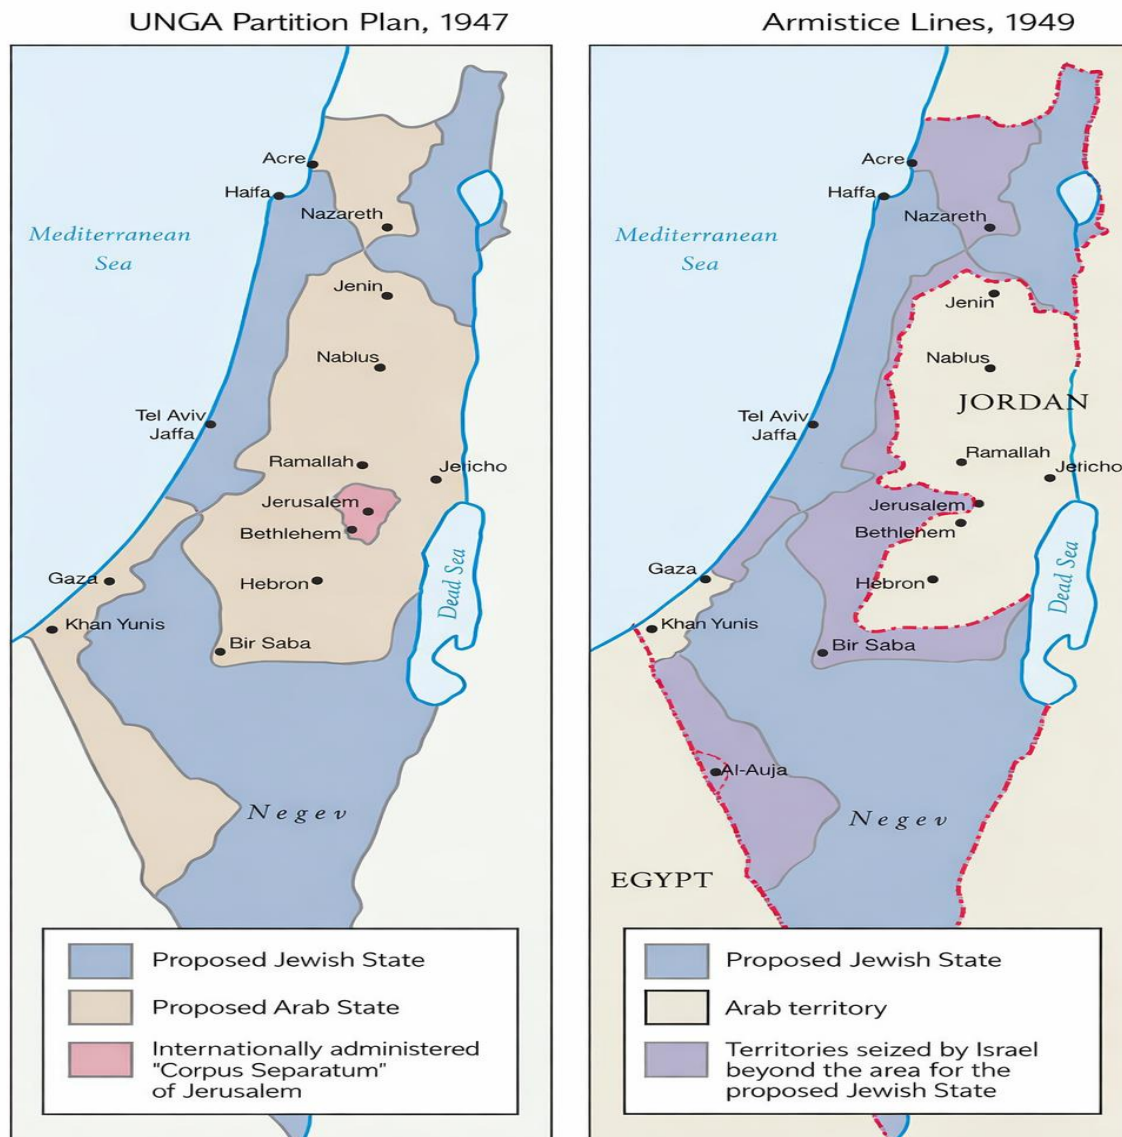 UNGA Partition Plan, 1947
Acre
Haifa
Nazareth
Mediterranean
Sea
Jenin
Nablus
Tel Aviv
Jaffa
Ramallah
Jericho
Jerusalem
Bethlehem
Gaza
Hebron
Dead Sea
Khan Yunis
Bir Saba
Negev
Proposed Jewish State
Proposed Arab State
Internationally administered
"Corpus Separatum"
of Jerusalem
Armistice Lines, 1949
Acre
Haffa
Nazareth
Mediterranean
Sea
Jenin
Nablus
JORDAN
Tel Aviv
Jaffa
Ramallah
Jericho
Jerusalem
Bethlehem
Gaza
Hebron
Dead Sea
Khan Yunis
Bir Saba
Al-Auja
Negev
EGYPT
Proposed Jewish State
Arab territory
Territories seized by Israel
beyond the area for the
proposed Jewish State